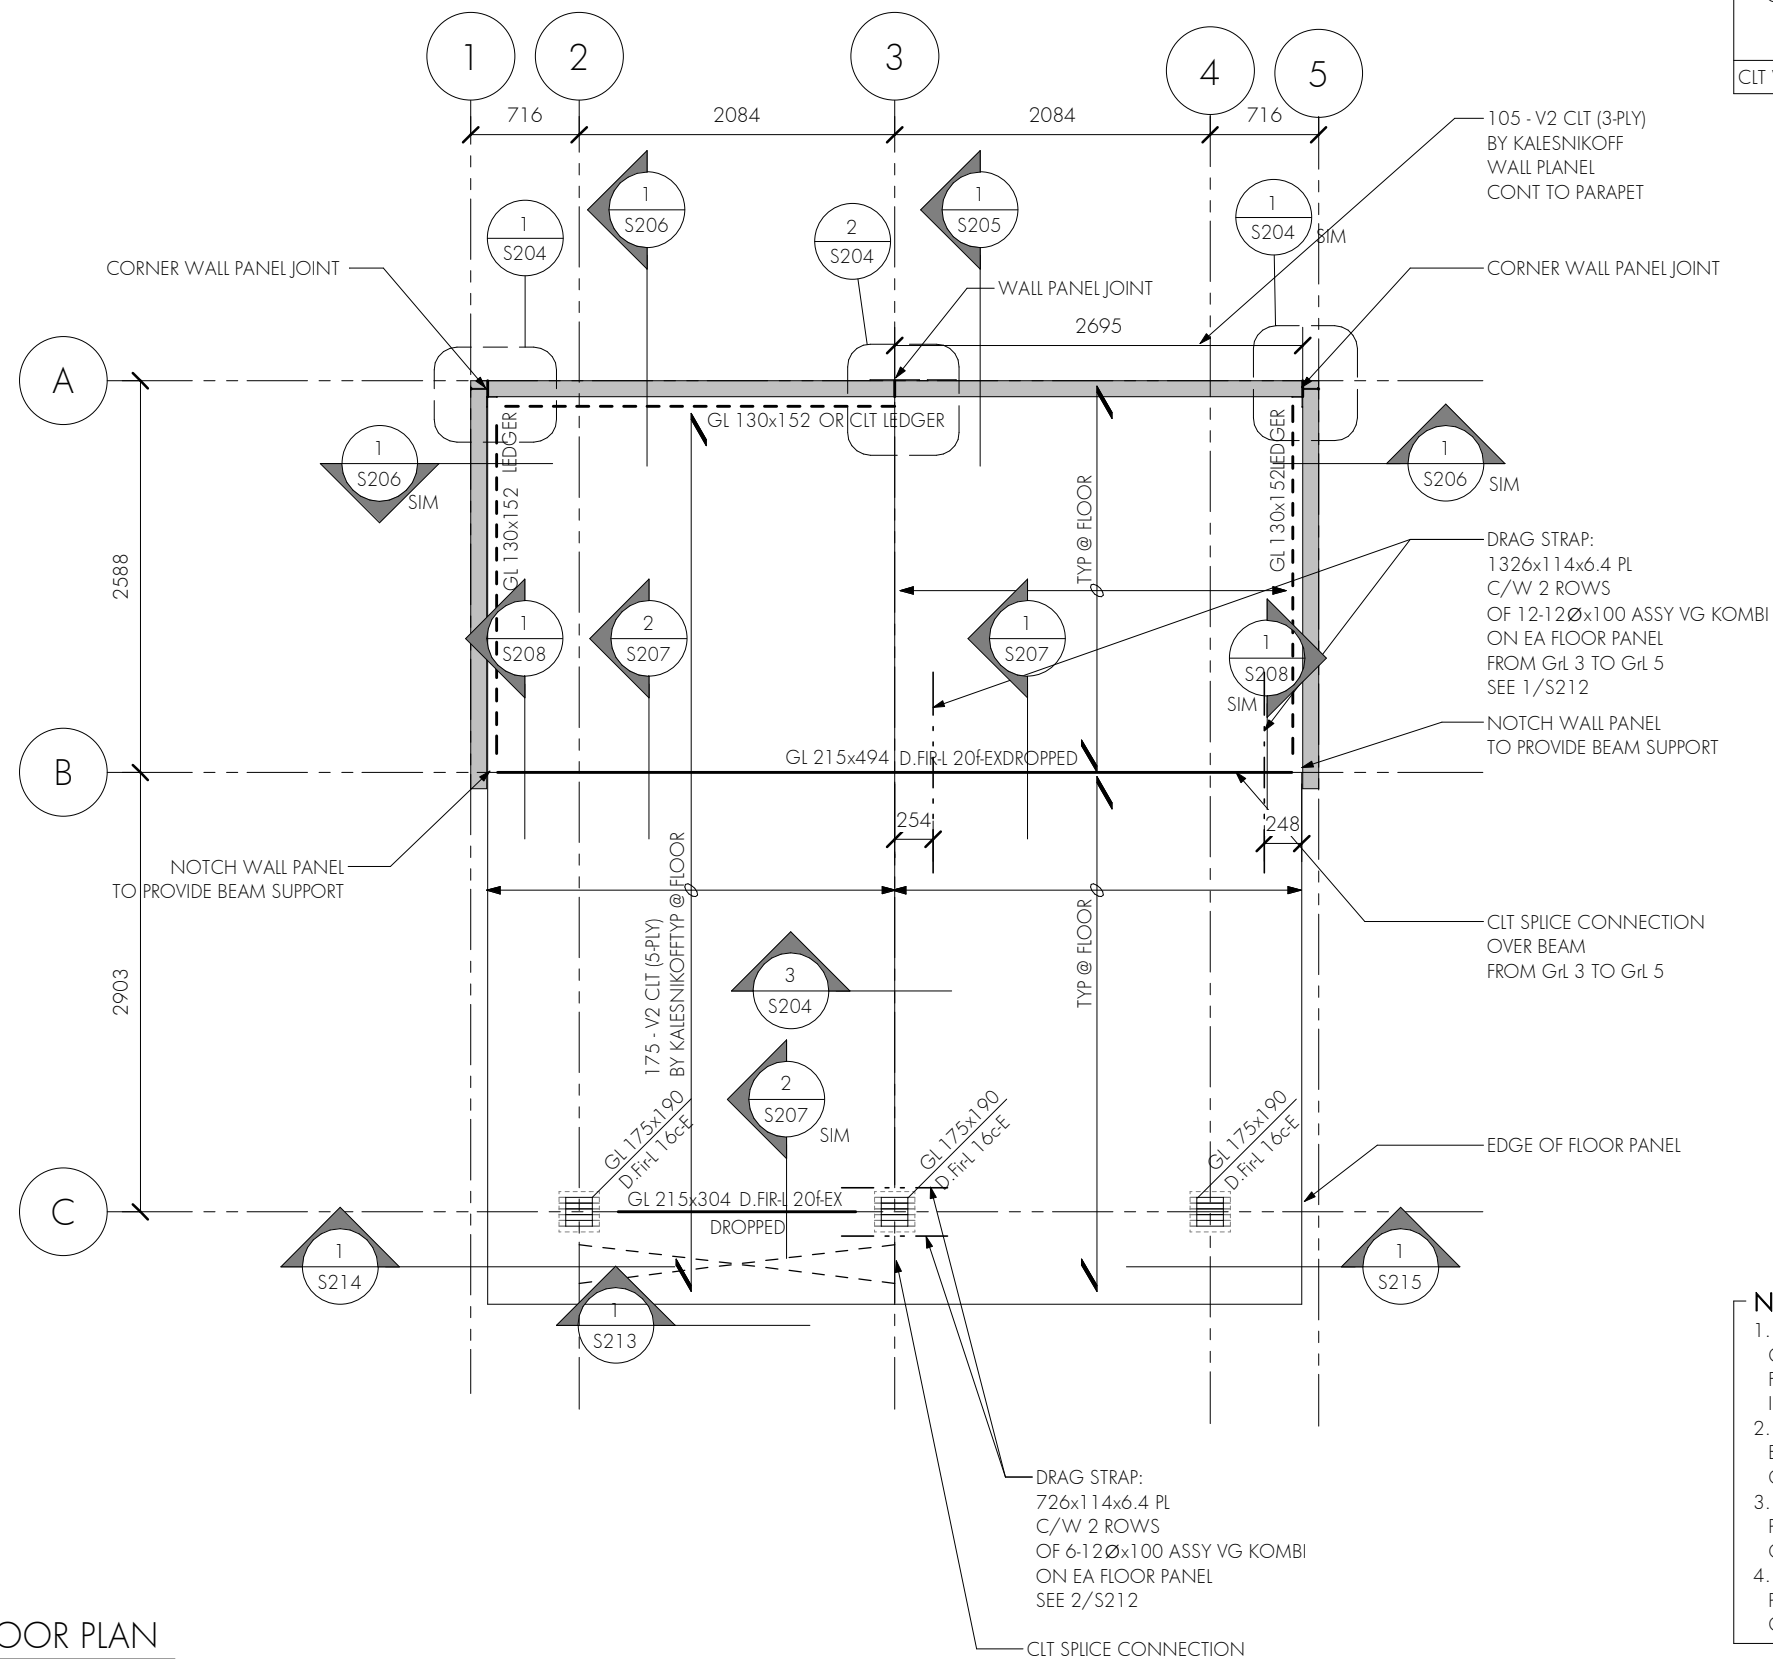 1
2
3
4
5
716
2084
2084
716
CLT
105 - V2 CLT (3-PLY)
BY KALESNIKOFF
WALL PLANEL
CONT TO PARAPET
1
S206
1
S205
1
S204
2
S204
1
S204
SIM
CORNER WALL PANEL JOINT
WALL PANEL JOINT
CORNER WALL PANEL JOINT
2695
A
GL 130x152 OR CLT LEDGER
GL 130x152 LEDGER
GL 130x152LEDGER
1
S206
SIM
1
S206
SIM
TYP @ FLOOR
2588
DRAG STRAP:
1326x114x6.4 PL
C/W 2 ROWS
OF 12-12Øx100 ASSY VG KOMBI
ON EA FLOOR PANEL
FROM GrL 3 TO GrL 5
SEE 1/S212
1
S208
2
S207
1
S207
1
S208
SIM
NOTCH WALL PANEL
TO PROVIDE BEAM SUPPORT
B
GL 215x494 D.FIR-L 20f-EXDROPPED
254
248
NOTCH WALL PANEL
TO PROVIDE BEAM SUPPORT
2903
175 - V2 CLT (5-PLY)
BY KALESNIKOFFTYP @ FLOOR
TYP @ FLOOR
CLT SPLICE CONNECTION
OVER BEAM
FROM GrL 3 TO GrL 5
3
S204
2
S207
SIM
GL 175x190
D.Fir-L 16c-E
GL 175x190
D.Fir-L 16c-E
GL 175x190
D.Fir-L 16c-E
EDGE OF FLOOR PANEL
C
GL 215x304 D.FIR-L 20f-EX
DROPPED
1
S214
1
S213
1
S215
N
1.
2.
3.
4.
DRAG STRAP:
726x114x6.4 PL
C/W 2 ROWS
OF 6-12Øx100 ASSY VG KOMBI
ON EA FLOOR PANEL
SEE 2/S212
CLT SPLICE CONNECTION
OOR PLAN